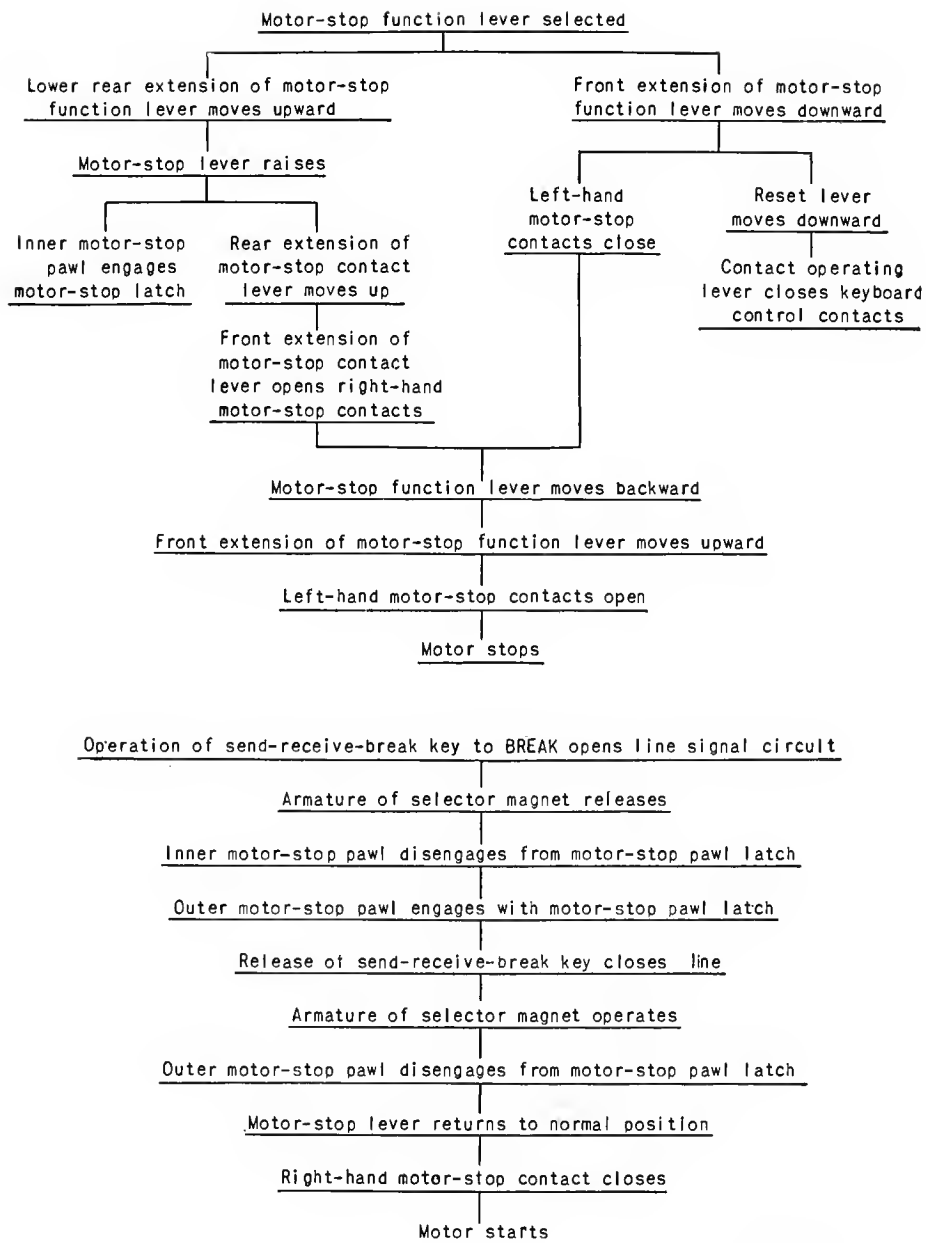 Motor-stop function lever selected
Lower rear extension of motor-stop
function lever moves upward
Front extension of motor-stop
function lever moves downward
Motor-stop lever raises
Inner motor-stop
pawl engages
motor-stop latch
Rear extension of
motor-stop contact
lever moves up
Left-hand
motor-stop
contacts close
Reset lever
moves downward
Contact operating
lever closes keyboard
control contacts
Front extension of
motor-stop contact
lever opens right-hand
motor-stop contacts
Motor-stop function lever moves backward
Front extension of motor-stop function lever moves upward
Left-hand motor-stop contacts open
Motor stops
Operation of send-receive-break key to BREAK opens line signal circuit
Armature of selector magnet releases
Inner motor-stop pawl disengages from motor-stop pawl latch
Outer motor-stop pawl engages with motor-stop pawl latch
Release of send-receive-break key closes line
Armature of selector magnet operates
Outer motor-stop pawl disengages from motor-stop pawl latch
Motor-stop lever returns to normal position
Right-hand motor-stop contact closes
Motor starts